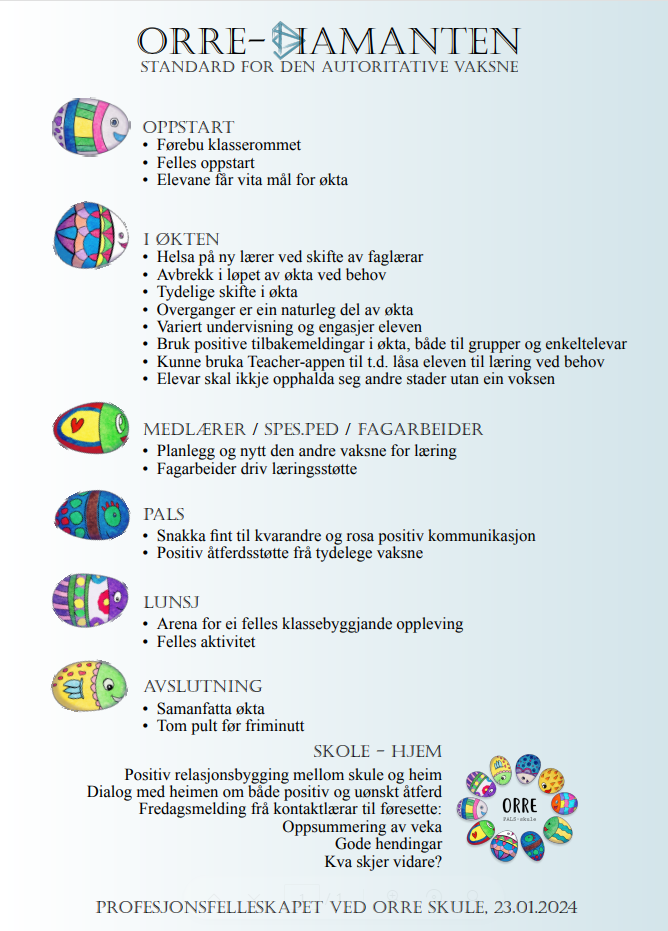 ORRE-DIAMANTEN
STANDARD FOR DEN AUTORITATIVE VAKSNE
OPPSTART
• Førebu klasserommet
• Felles oppstart
• Elevane får vita mål for økta
I ØKTEN
• Helsa på ny lærer ved skifte av faglærar
• Avbrekk i løpet av økta ved behov
• Tydelige skifte i økta
• Overganger er ein naturleg del av økta
• Variert undervisning og engasjer eleven
• Bruk positive tilbakemeldingar i økta, både til grupper og enkeltelevar
• Kunne bruka Teacher-appen til t.d. låsa eleven til læring ved behov
• Elevar skal ikkje opphalda seg andre stader utan ein voksen
MEDLÆRER / SPES.PED / FAGARBEIDER
• Planlegg og nytt den andre vaksne for læring
• Fagarbeider driv læringsstøtte
PALS
• Snakka fint til kvarandre og rosa positiv kommunikasjon
• Positiv åtferdsstøtte frå tydelege vaksne
LUNSJ
• Arena for ei felles klassebyggjande oppleving
• Felles aktivitet
AVSLUTNING
• Samanfatta økta
• Tom pult før friminutt
SKOLE - HJEM
Positiv relasjonsbygging mellom skule og heim
Dialog med heimen om både positiv og uønskt åtferd
Fredagsmelding frå kontaktlærar til føresette:
Oppsummering av veka
Gode hendingar
Kva skjer vidare?
ORRE
PALS-skule
PROFESJONSFELLESKAPET VED ORRE SKULE, 23.01.2024